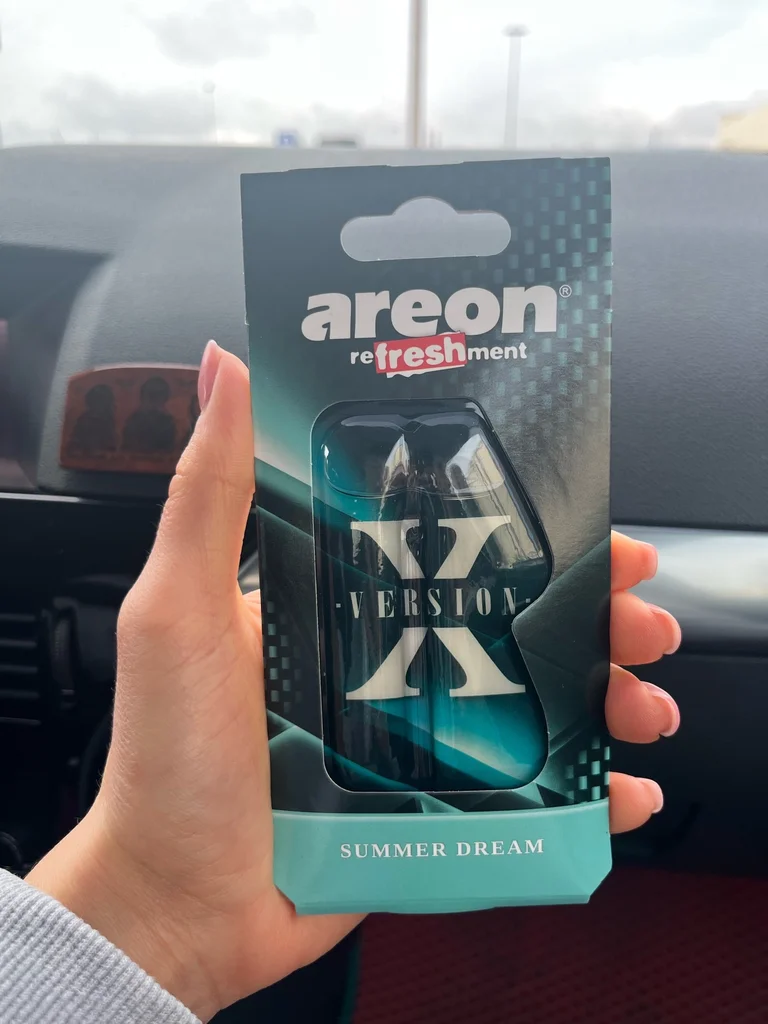 areon®
refreshment
X
·VERSION·
SUMMER DREAM